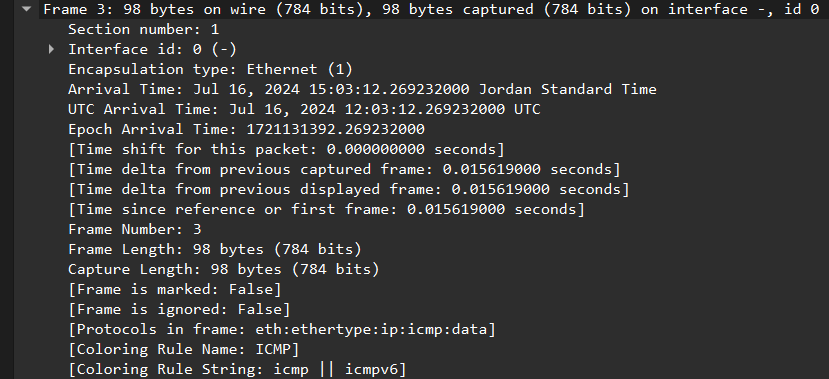 Frame 3: 98 bytes on wire (784 bits), 98 bytes captured (784 bits) on interface -, id 0
Section number: 1
Interface id: 0 (-)
Encapsulation type: Ethernet (1)
Arrival Time: Jul 16, 2024 15:03:12.269232000 Jordan Standard Time
UTC Arrival Time: Jul 16, 2024 12:03:12.269232000 UTC
Epoch Arrival Time: 1721131392.269232000
[Time shift for this packet: 0.000000000 seconds]
[Time delta from previous captured frame: 0.015619000 seconds]
[Time delta from previous displayed frame: 0.015619000 seconds]
[Time since reference or first frame: 0.015619000 seconds]
Frame Number: 3
Frame Length: 98 bytes (784 bits)
Capture Length: 98 bytes (784 bits)
[Frame is marked: False]
[Frame is ignored: False]
[Protocols in frame: eth:ethertype:ip:icmp:data]
[Coloring Rule Name: ICMP]
[Coloring Rule String: icmp || icmpv6]